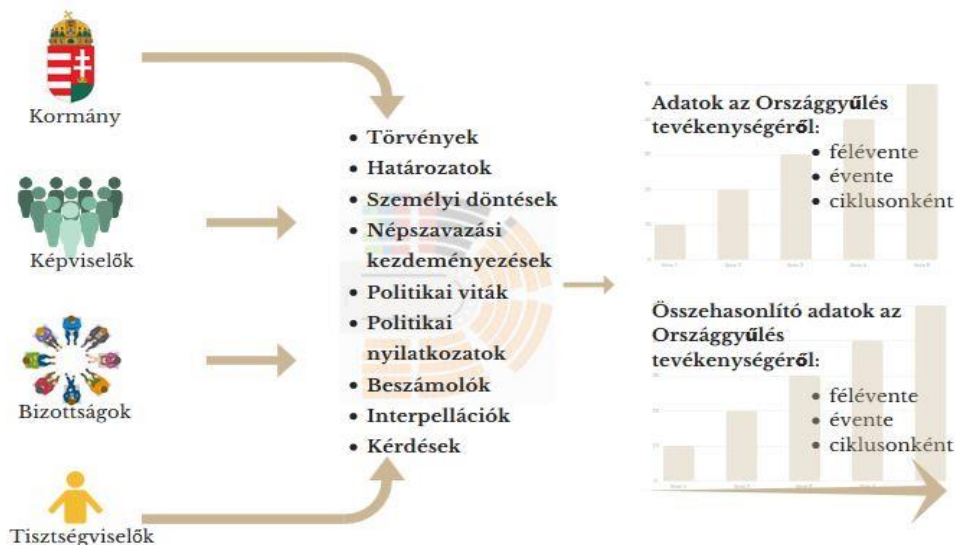 Kormány
Képviselők
Bizottságok
Tisztségviselők
• Törvények
• Határozatok
• Személyi döntések
• Népszavazási
kezdeményezések
• Politikai viták
• Politikai
nyilatkozatok
• Beszámolók
• Interpellációk
• Kérdések
Adatok az Országgyűlés
tevékenységéről:
• félévente
• évente
• ciklusonként
Összehasonlító adatok az
Országgyűlés
tevékenységéről:
• félévente
• évente
• ciklusonként